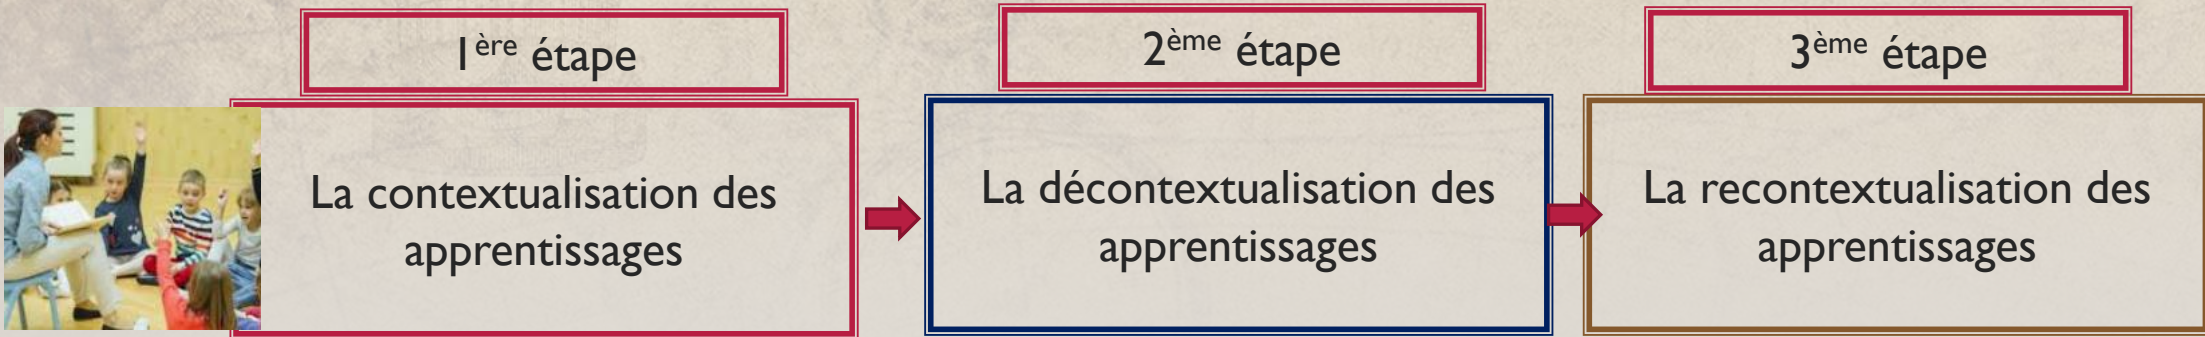 1ère étape
La contextualisation des
apprentissages
2ème étape
La décontextualisation des
apprentissages
3ème étape
La recontextualisation des
apprentissages